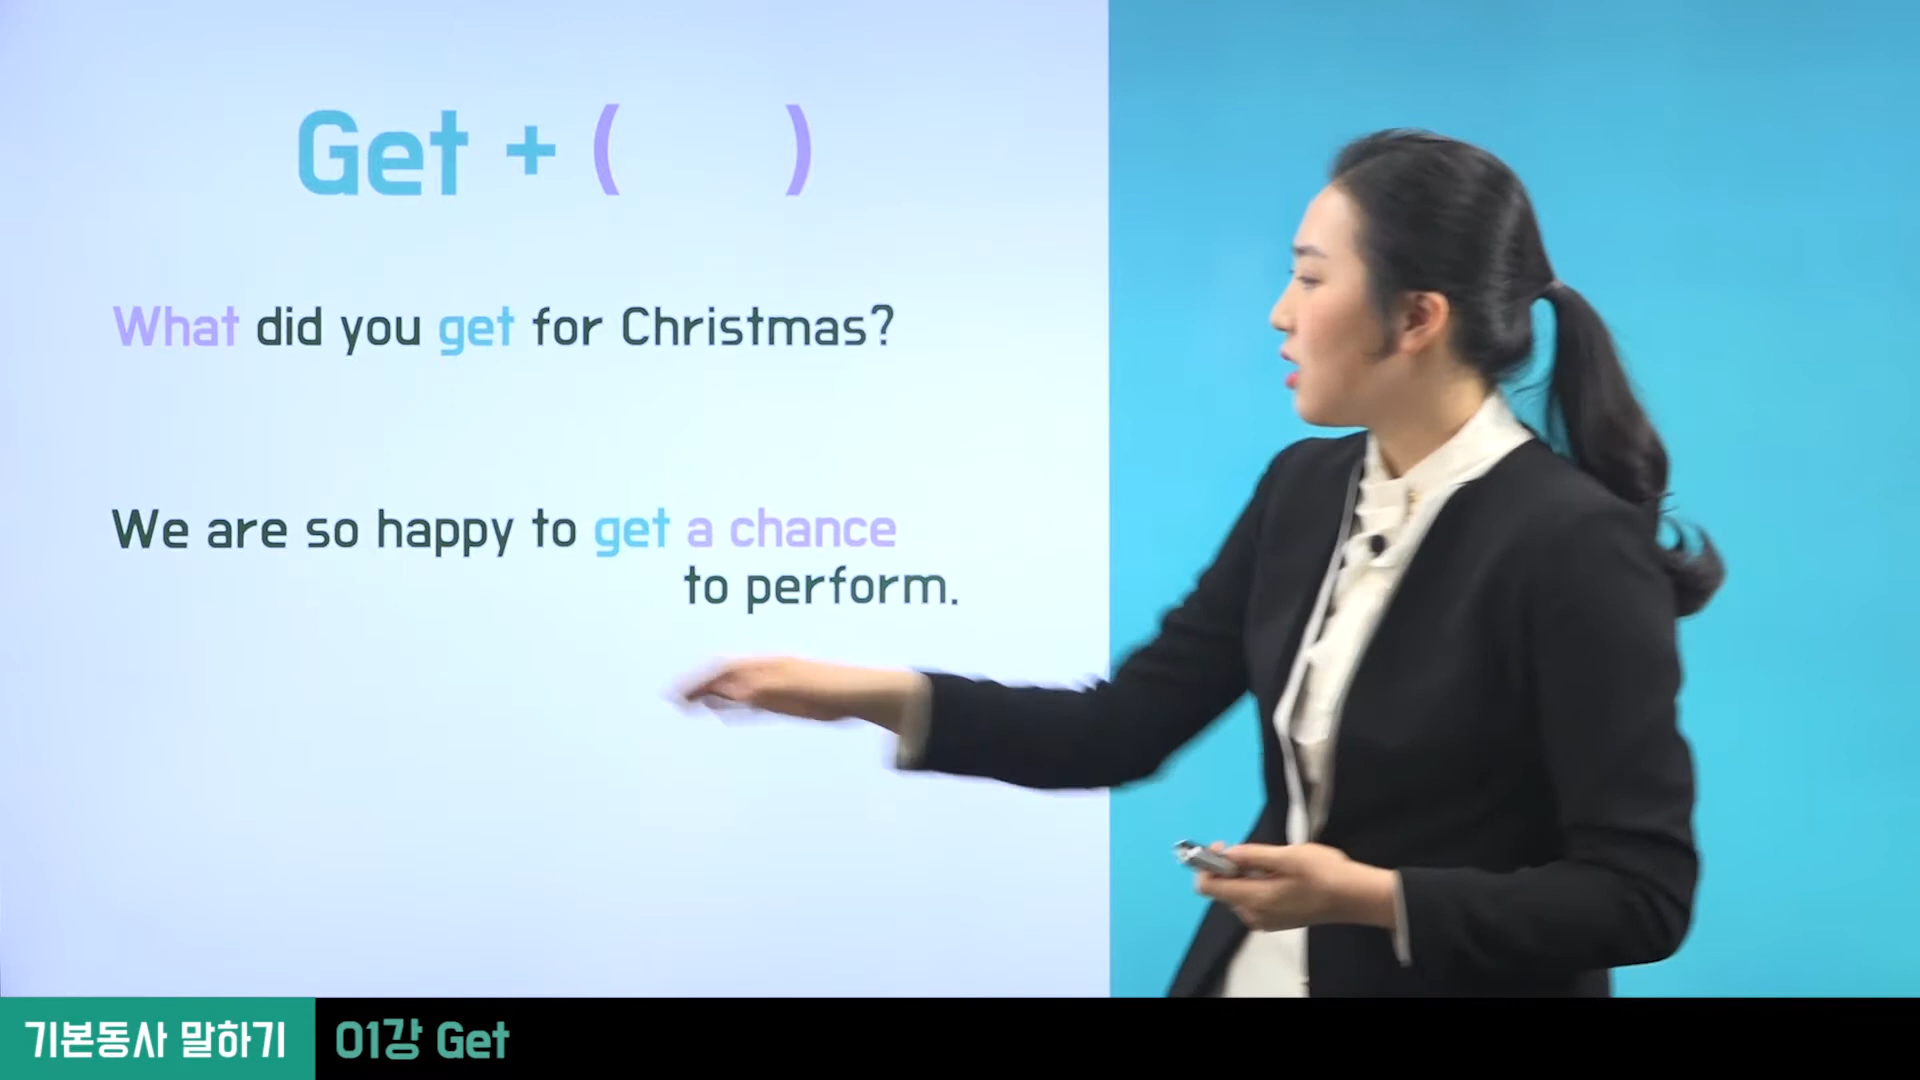 Get + (    )
What did you get for Christmas?
We are so happy to get a chance
to perform.
기본동사 말하기
01강 Get